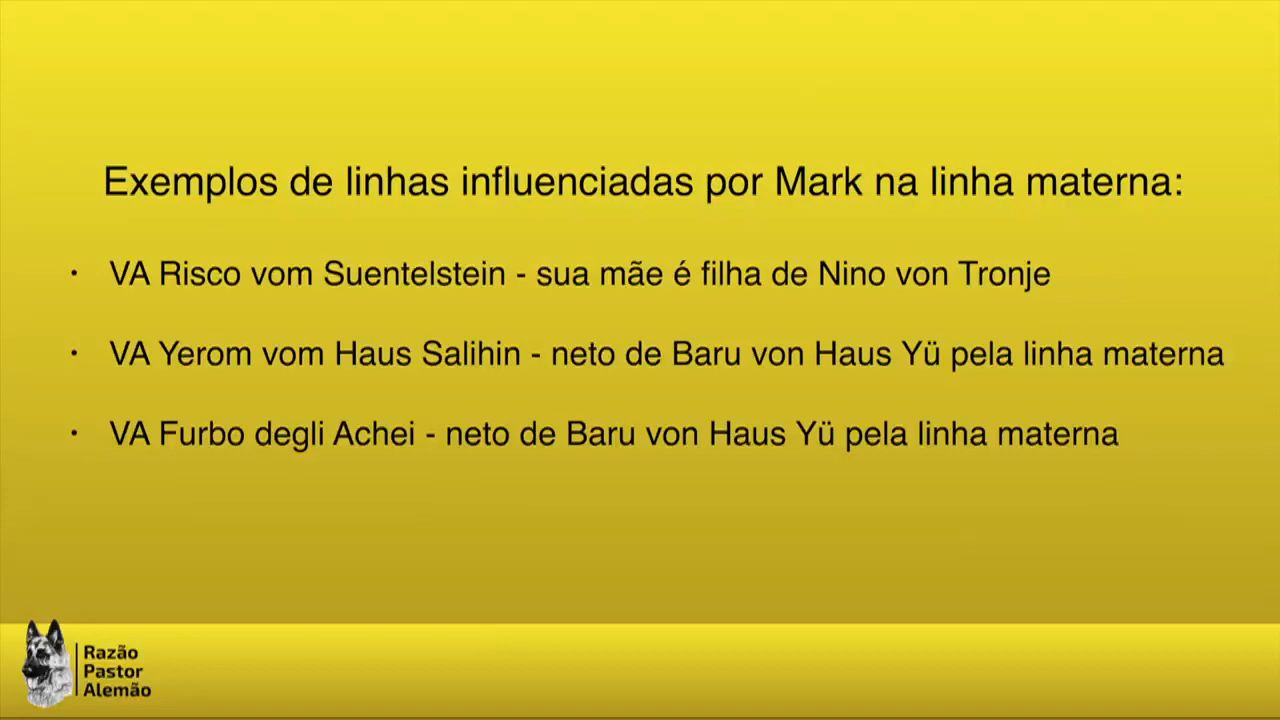 Exemplos de linhas influenciadas por Mark na linha materna:
• VA Risco vom Suentelstein - sua mãe é filha de Nino von Tronje
• VA Yerom vom Haus Salihin - neto de Baru von Haus Yü pela linha materna
• VA Furbo degli Achei - neto de Baru von Haus Yü pela linha materna
Razão
Pastor
Alemão